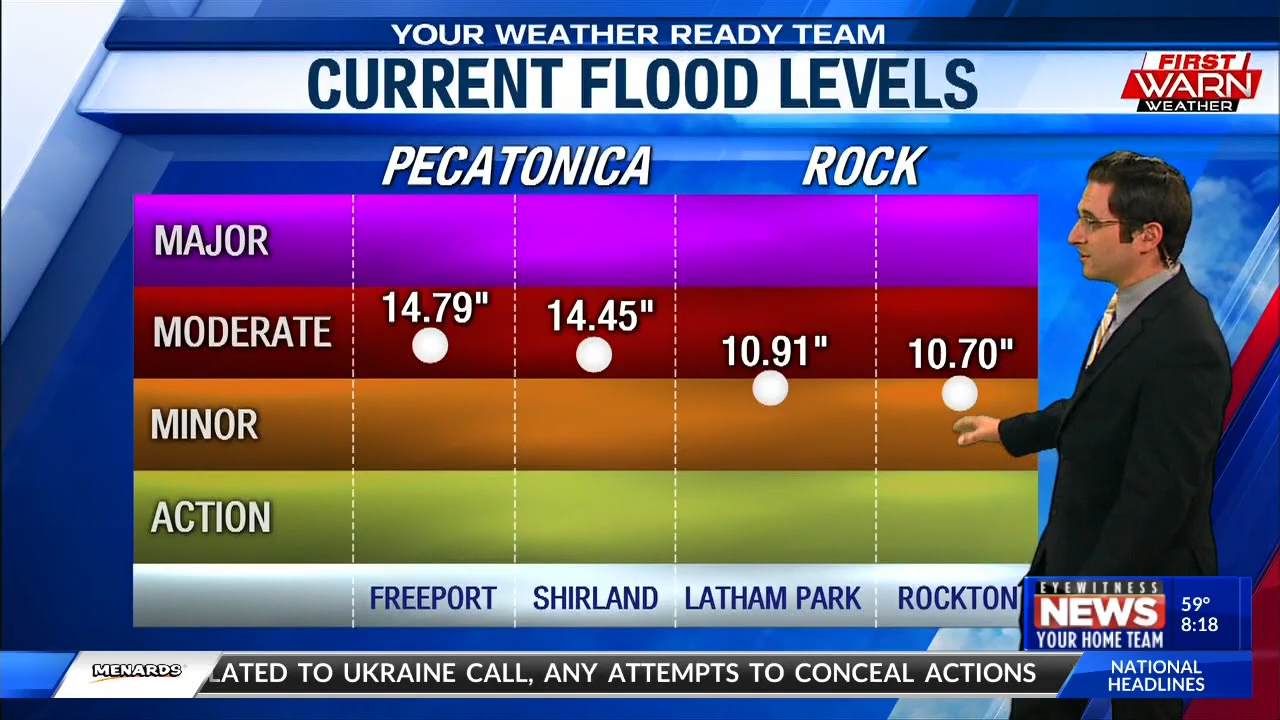 YOUR WEATHER READY TEAM
CURRENT FLOOD LEVELS
FIRST
WARN
WEATHER
PECATONICA ROCK
MAJOR
MODERATE
14.79" 14.45" 10.91" 10.70"
MINOR
ACTION
FREEPORT SHIRLAND LATHAM PARK ROCKTON
EYEWITNESS
NEWS
YOUR HOME TEAM
59°
8:18
MENARDS
LATED TO UKRAINE CALL, ANY ATTEMPTS TO CONCEAL ACTIONS
NATIONAL
HEADLINES